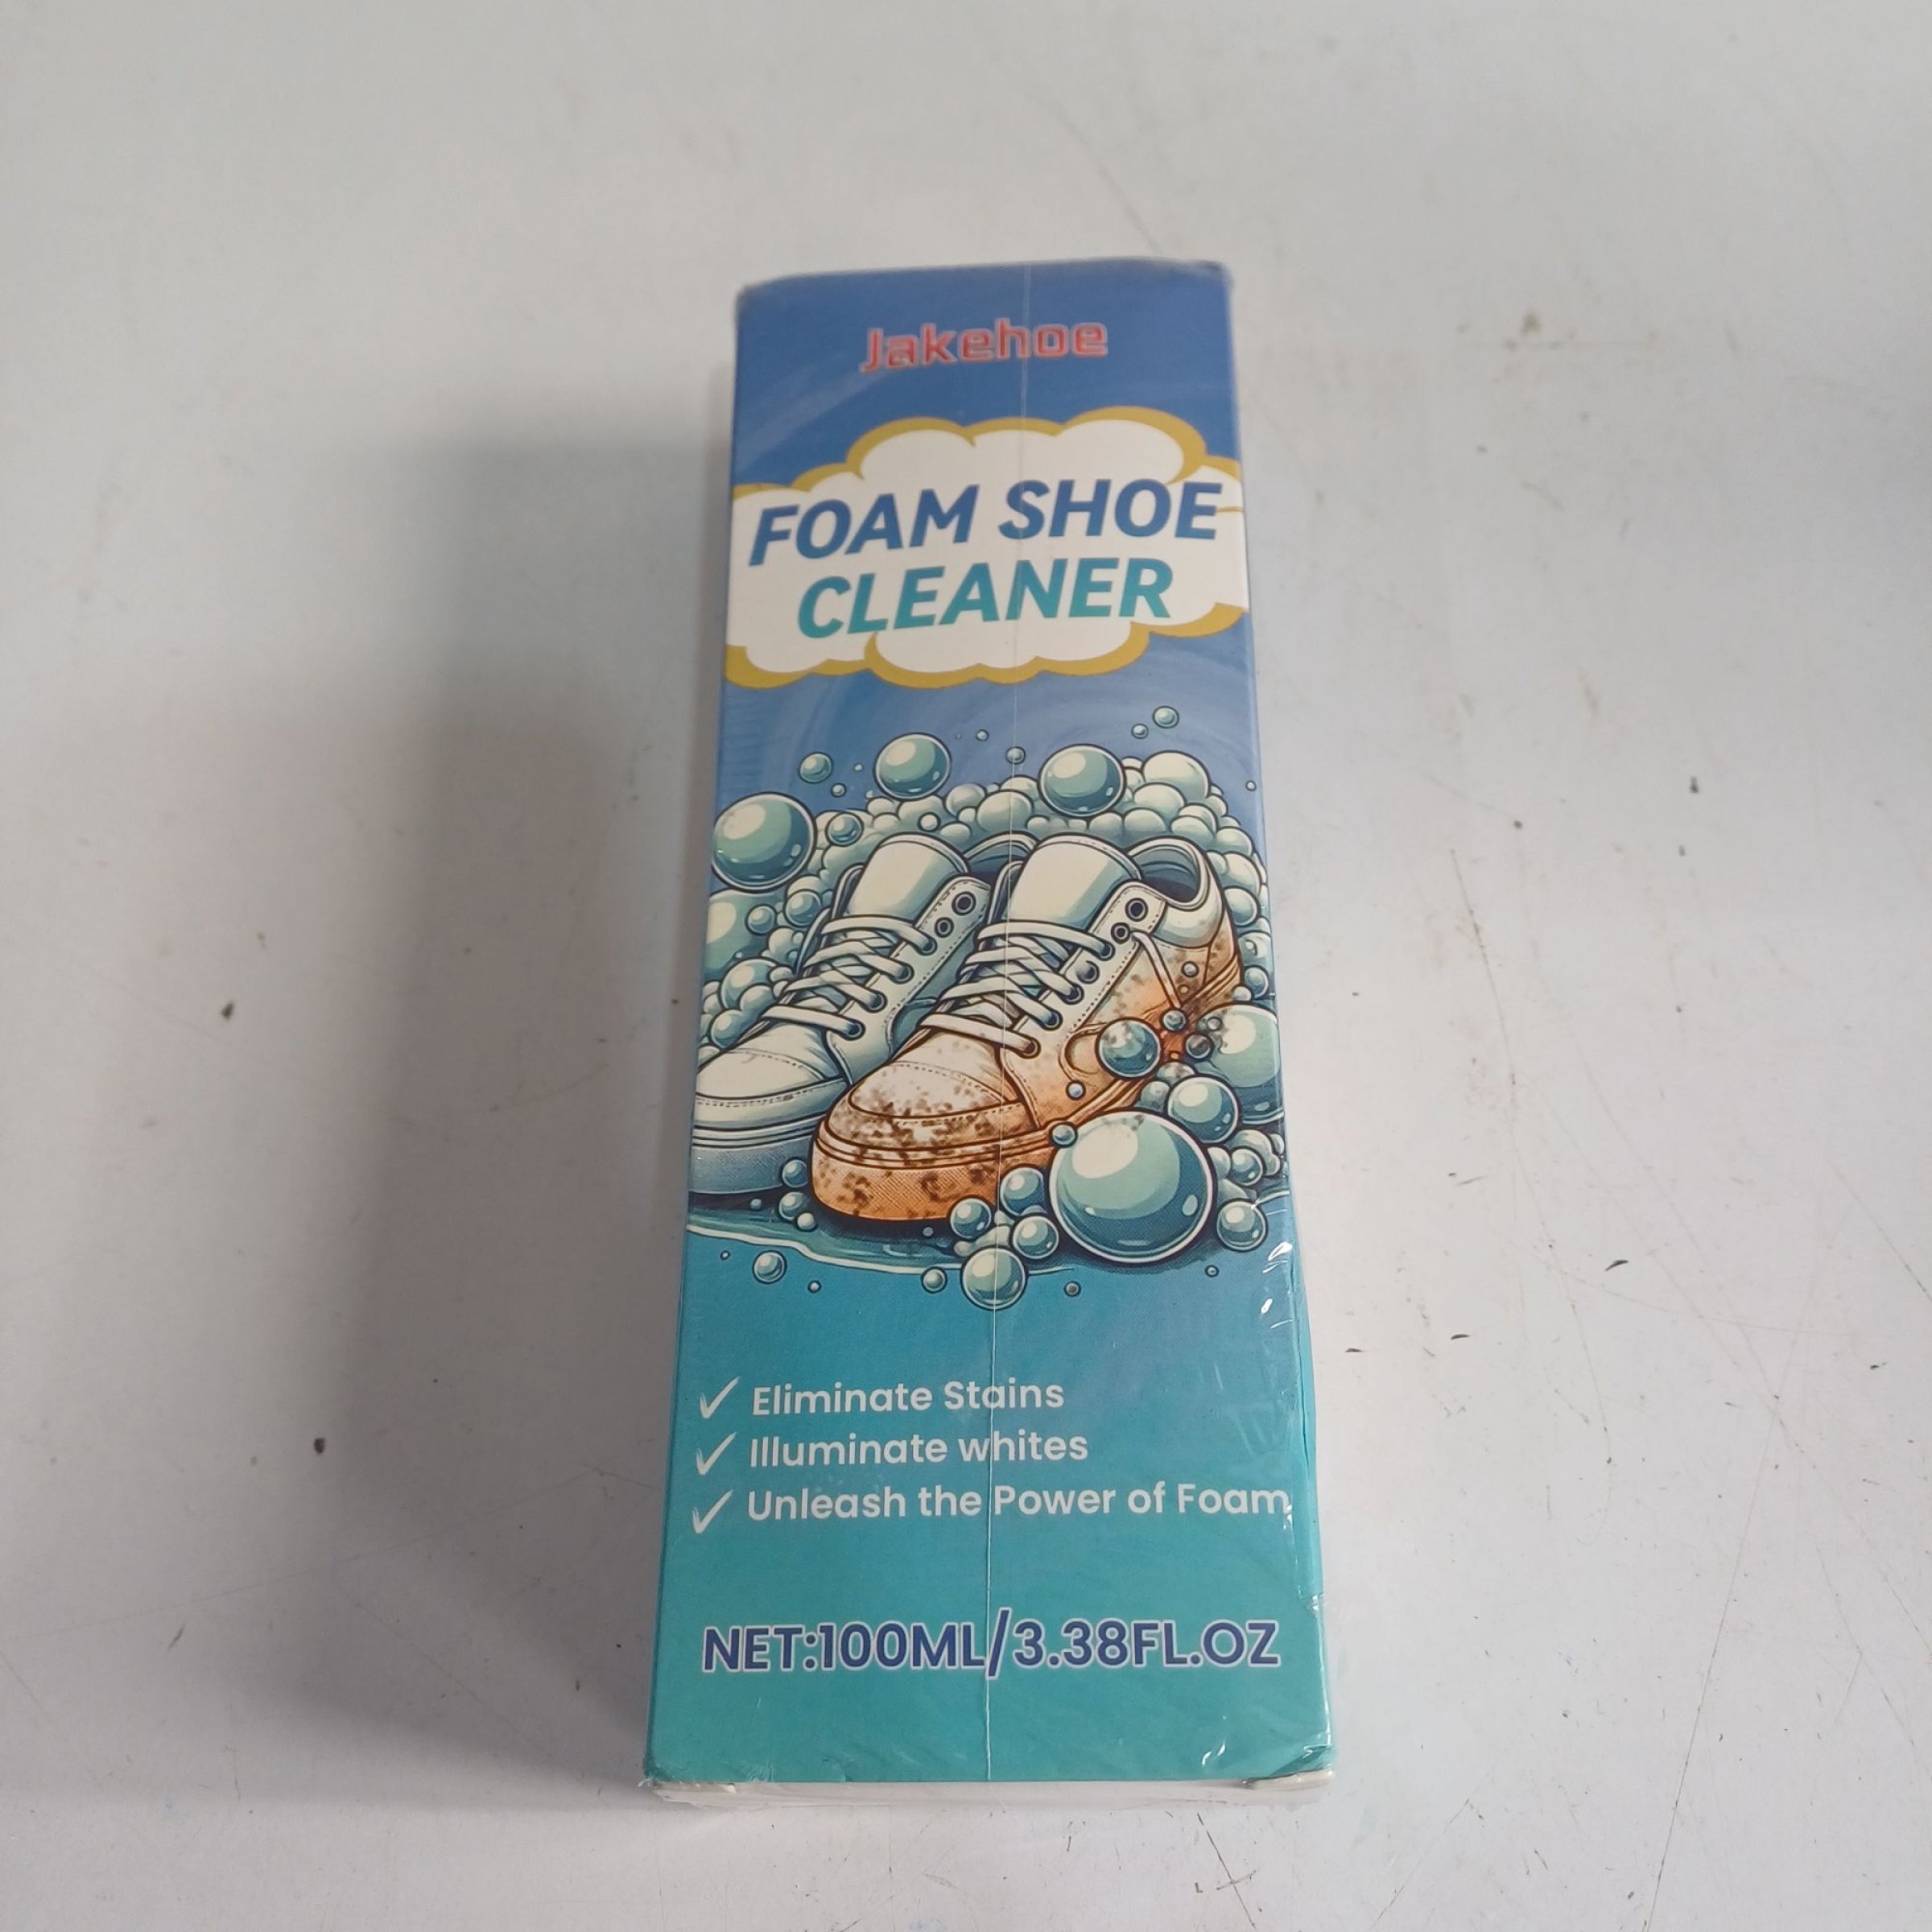 Jakehoe
FOAM SHOE
CLEANER
Eliminate Stains
Illuminate whites
Unleash the Power of Foam
NET:100ML/3.38FL.OZ